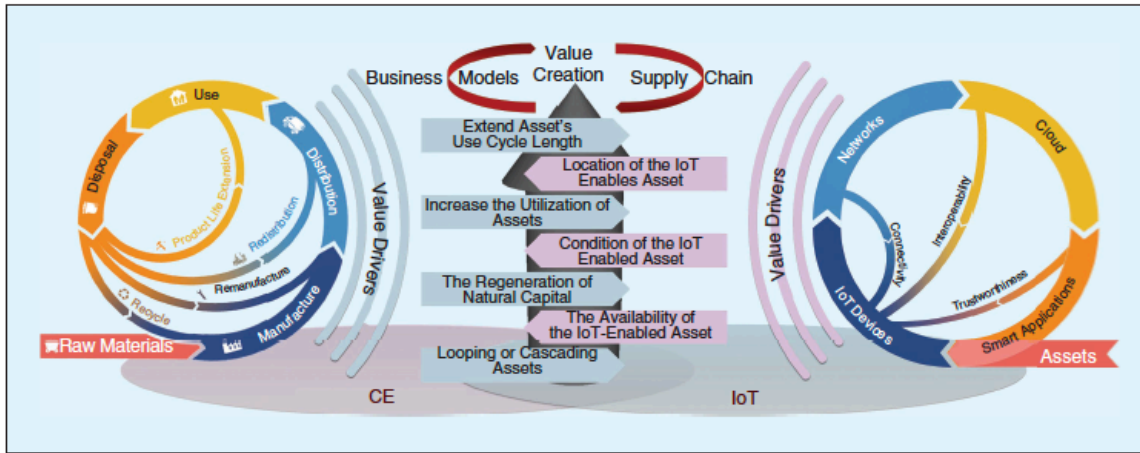 Use
Disposal
Distribution
Product Life Extension
Redistribution
Remanufacture
Recycle
Manufacture
Raw Materials
Value Drivers
CE
Business Models
Value
Creation
Supply Chain
Extend Asset's
Use Cycle Length
Location of the IoT
Enables Asset
Increase the Utilization of
Assets
Condition of the IoT
Enabled Asset
The Regeneration of
Natural Capital
The Availability of
the IoT-Enabled Asset
Looping or Cascading
Assets
IoT
Value Drivers
Networks
Cloud
Interoperability
Connectivity
Trustworthiness
IoT Devices
Smart Applications
Assets